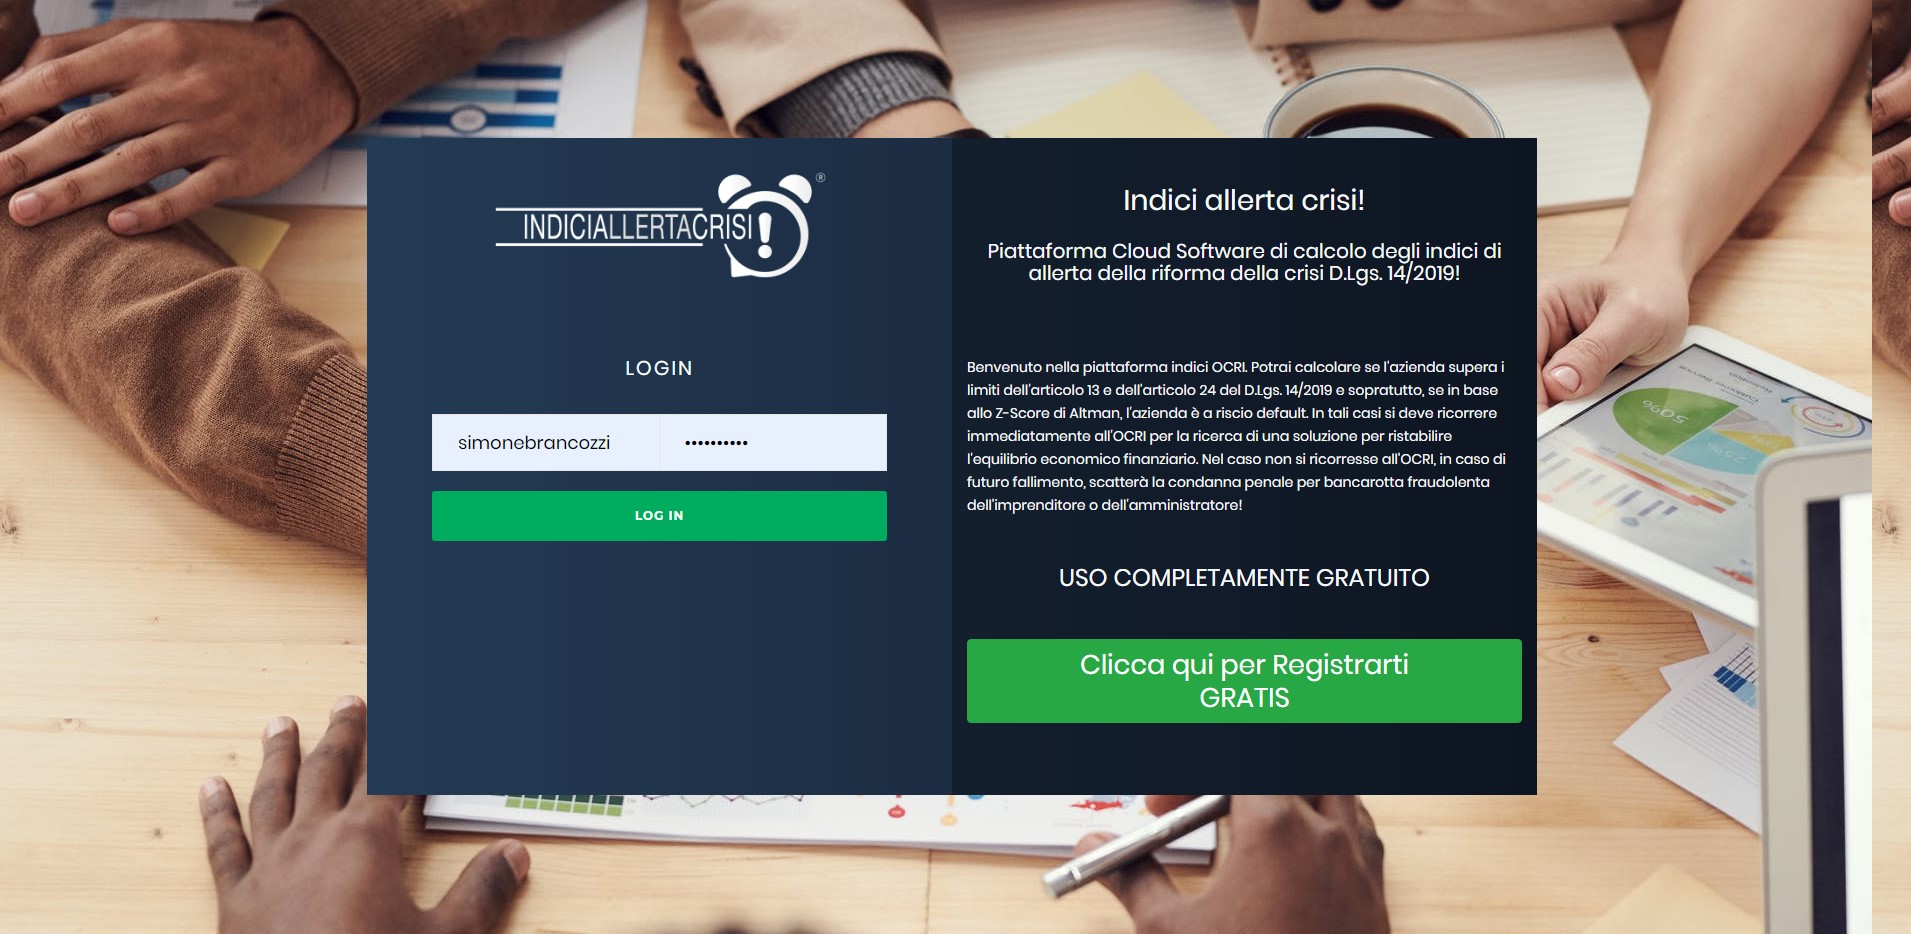 INDICIALLERTACRISI!®
LOGIN
simonebrancozzi
••••••••••
LOG IN
Indici allerta crisi!
Piattaforma Cloud Software di calcolo degli indici di
allerta della riforma della crisi D.Lgs. 14/2019!
Benvenuto nella piattaforma indici OCRI. Potrai calcolare se l'azienda supera i
limiti dell'articolo 13 e dell'articolo 24 del D.Lgs. 14/2019 e sopratutto, se in base
allo Z-Score di Altman, l'azienda è a riscio default. In tali casi si deve ricorrere
immediatamente all'OCRI per la ricerca di una soluzione per ristabilire
l'equilibrio economico finanziario. Nel caso non si ricorresse all'OCRI, in caso di
futuro fallimento, scatterà la condanna penale per bancarotta fraudolenta
dell'imprenditore o dell'amministratore!
USO COMPLETAMENTE GRATUITO
Clicca qui per Registrarti
GRATIS
50%
25%